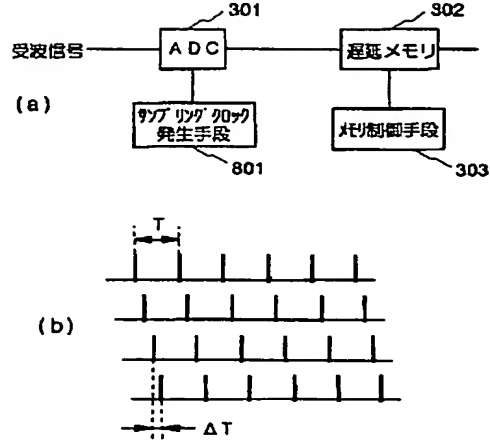 301
302
受波信号
ADC
遅延メモリ
(a)
サンプリングクロック
発生手段
メモリ制御手段
801
303
T
(b)
ΔT